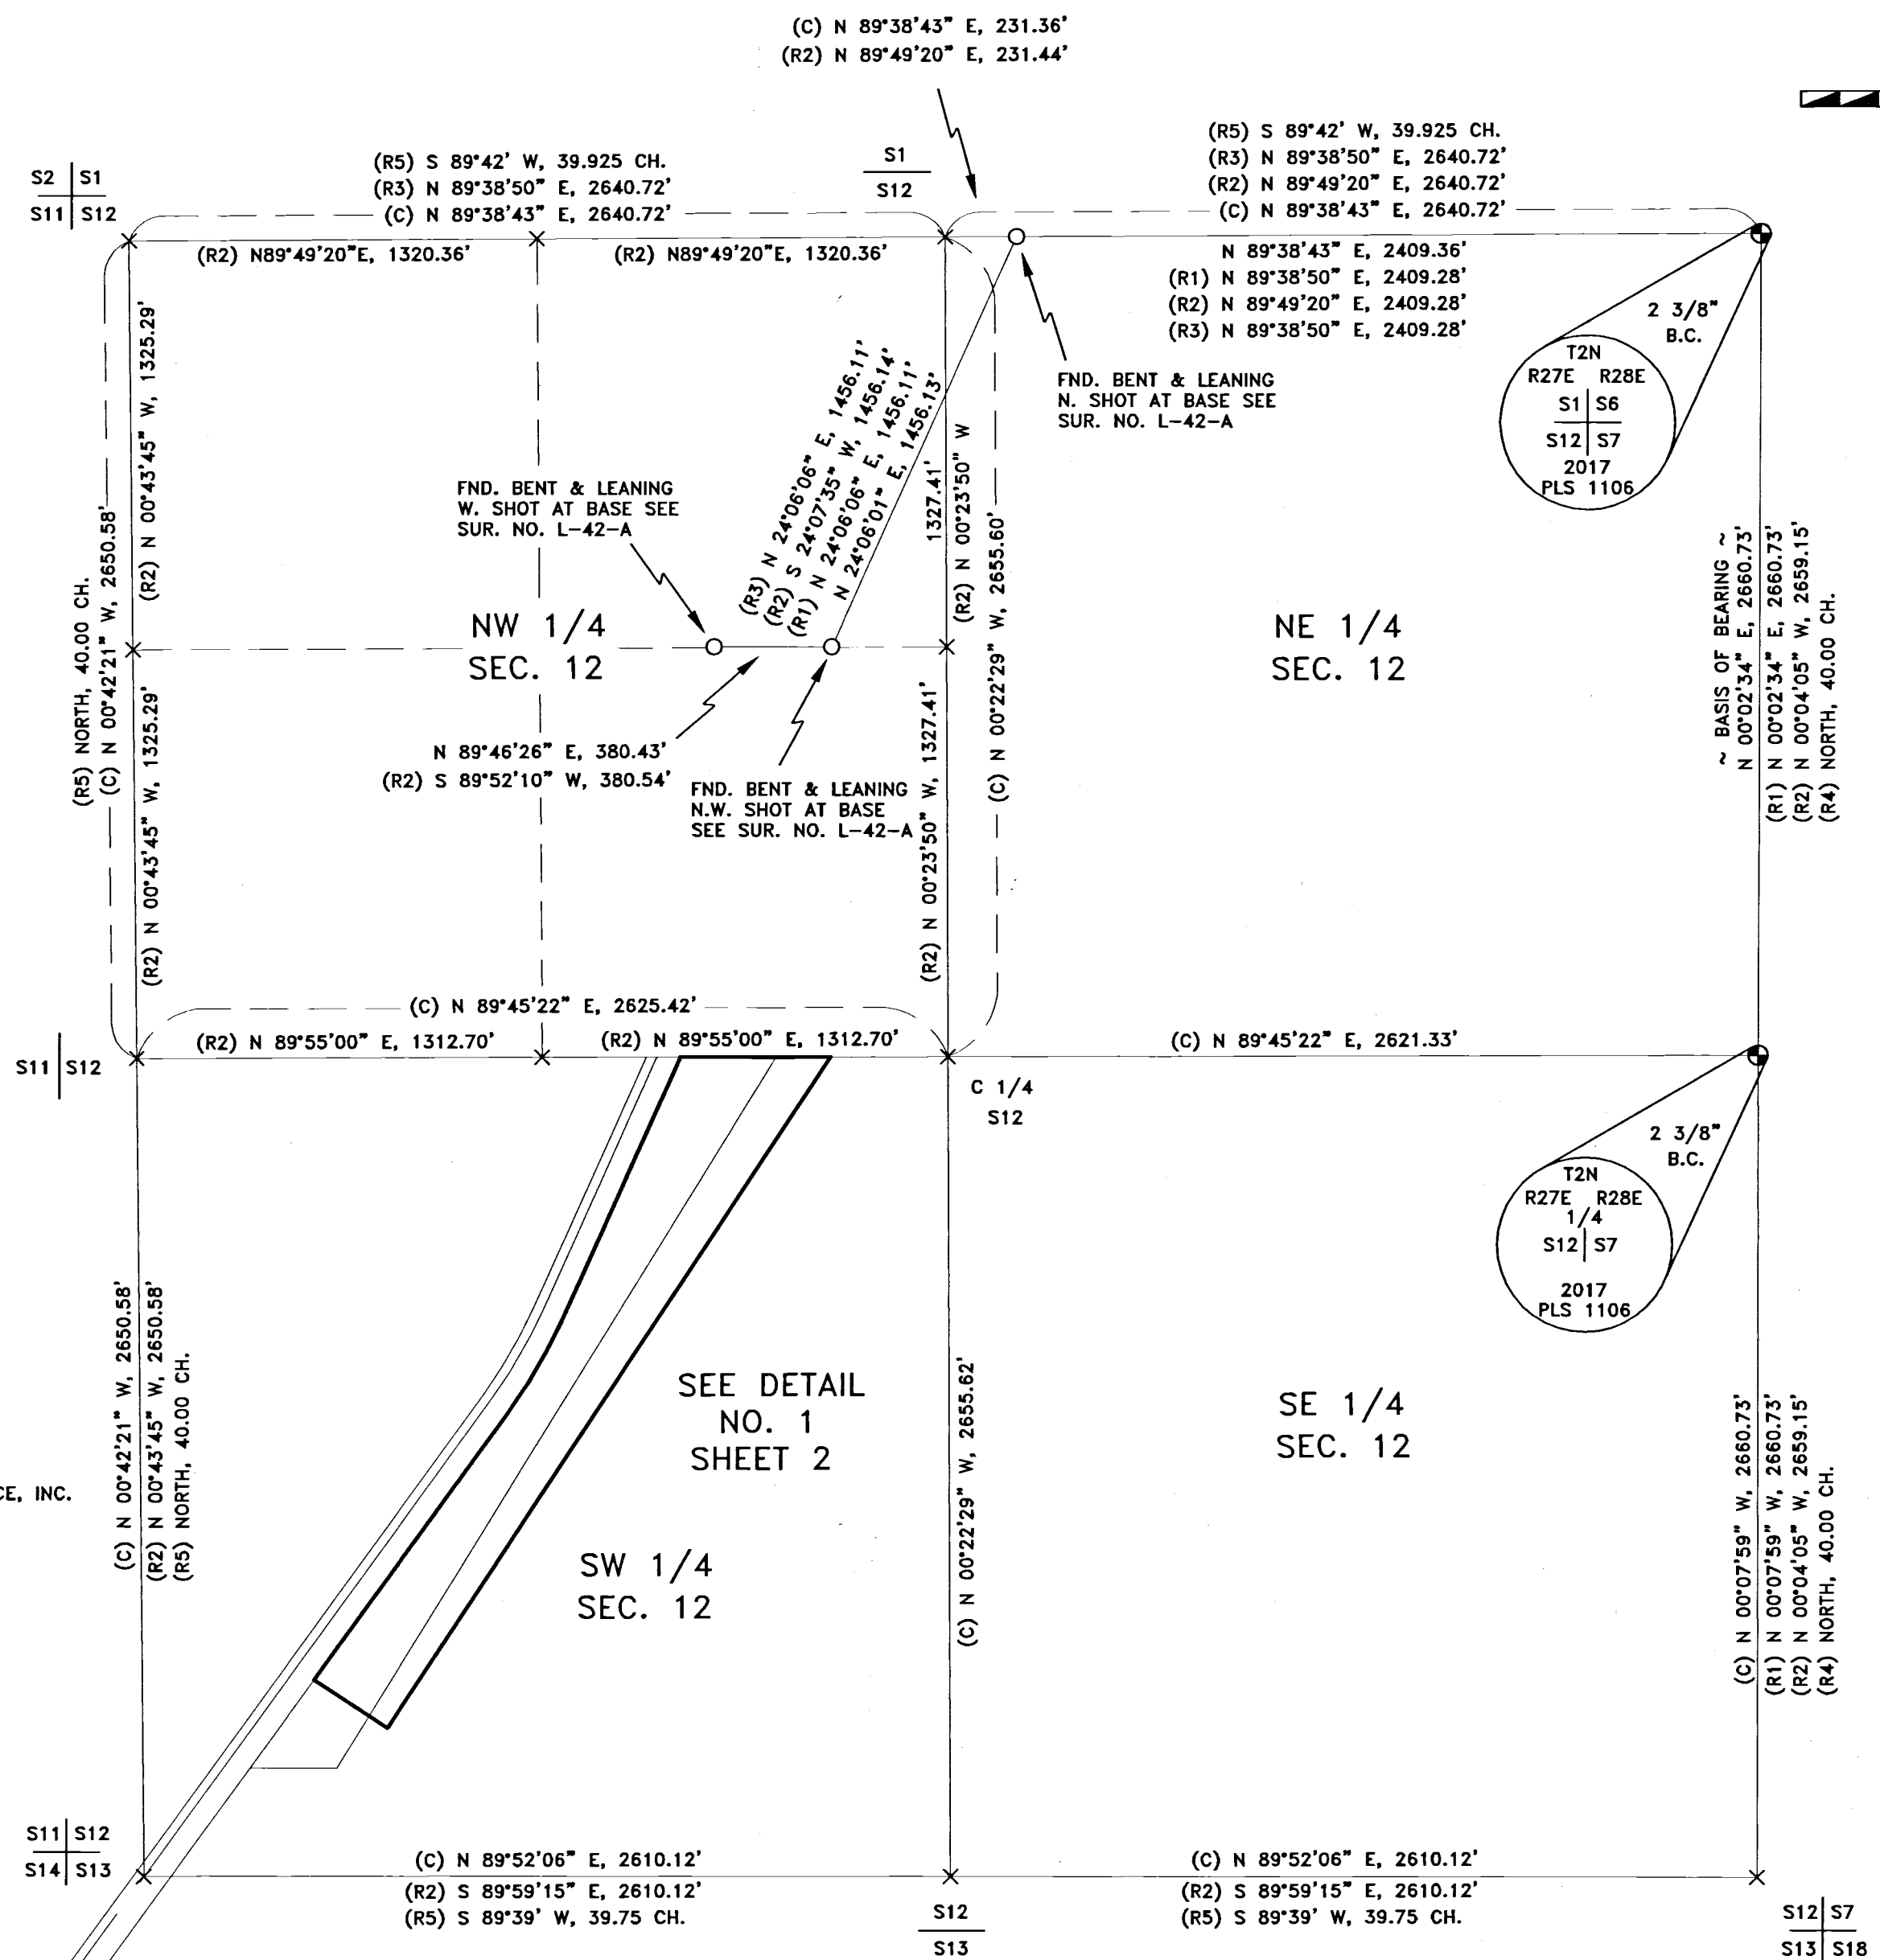 (C) N 89°38'43" E, 231.36'
(R2) N 89°49'20" E, 231.44'
(R5) S 89°42' W, 39.925 CH.
(R3) N 89°38'50" E, 2640.72'
(C) N 89°38'43" E, 2640.72'
S2 S1
S11 S12
S1
S12
(R5) S 89°42' W, 39.925 CH.
(R3) N 89°38'50" E, 2640.72'
(R2) N 89°49'20" E, 2640.72'
(C) N 89°38'43" E, 2640.72'
(R2) N89°49'20"E, 1320.36'
(R2) N89°49'20"E, 1320.36'
N 89°38'43" E, 2409.36'
(R1) N 89°38'50" E, 2409.28'
(R2) N 89°49'20" E, 2409.28'
(R3) N 89°38'50" E, 2409.28'
2 3/8"
B.C.
T2N
R27E R28E
S1 S6
S12 S7
2017
PLS 1106
FND. BENT & LEANING
N. SHOT AT BASE SEE
SUR. NO. L-42-A
(R3) N 24°06'06" E, 1456.11'
(R2) S 24°07'35" W, 1456.14'
(R1) N 24°06'06" E, 1456.11'
N 24°06'01" E, 1456.13'
FND. BENT & LEANING
W. SHOT AT BASE SEE
SUR. NO. L-42-A
(R5) NORTH, 40.00 CH.
(C) N 00°42'21" W, 2650.58'
(R2) N 00°43'45" W, 1325.29'
(R2) N 00°43'45" W, 1325.29'
NW 1/4
SEC. 12
1327.41'
(R2) N 00°23'50" W
(C) N 00°22'29" W, 2655.60'
(R2) N 00°23'50" W, 1327.41'
NE 1/4
SEC. 12
~ BASIS OF BEARING ~
N 00°02'34" E, 2660.73'
(R1) N 00°02'34" E, 2660.73'
(R2) N 00°04'05" W, 2659.15'
(R4) NORTH, 40.00 CH.
N 89°46'26" E, 380.43'
(R2) S 89°52'10" W, 380.54'
FND. BENT & LEANING
N.W. SHOT AT BASE
SEE SUR. NO. L-42-A
(C) N 89°45'22" E, 2625.42'
(R2) N 89°55'00" E, 1312.70'
(R2) N 89°55'00" E, 1312.70'
(C) N 89°45'22" E, 2621.33'
S11 S12
C 1/4
S12
2 3/8"
B.C.
T2N
R27E R28E
1/4
S12 S7
2017
PLS 1106
(C) N 00°42'21" W, 2650.58'
(R2) N 00°43'45" W, 2650.58'
(R5) NORTH, 40.00 CH.
SEE DETAIL
NO. 1
SHEET 2
SW 1/4
SEC. 12
(C) N 00°22'29" W, 2655.62'
SE 1/4
SEC. 12
(C) N 00°07'59" W, 2660.73'
(R1) N 00°07'59" W, 2660.73'
(R2) N 00°04'05" W, 2659.15'
(R4) NORTH, 40.00 CH.
CE, INC.
S11 S12
S14 S13
(C) N 89°52'06" E, 2610.12'
(R2) S 89°59'15" E, 2610.12'
(R5) S 89°39' W, 39.75 CH.
S12
S13
(C) N 89°52'06" E, 2610.12'
(R2) S 89°59'15" E, 2610.12'
(R5) S 89°39' W, 39.75 CH.
S12 S7
S13 S18